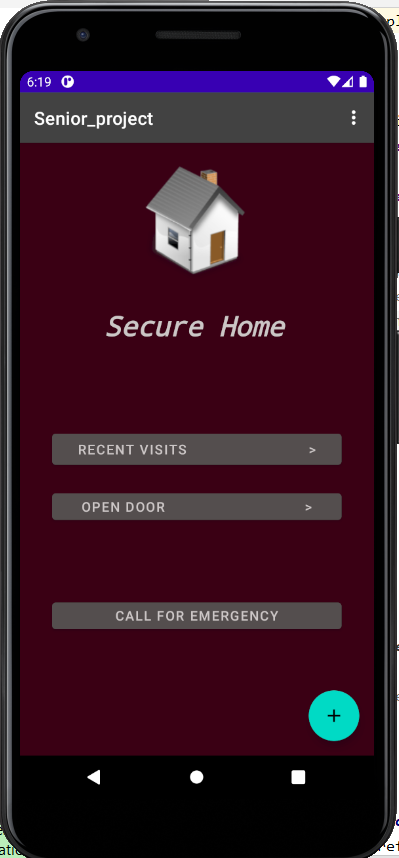 6:19
Senior_project
Secure Home
RECENT VISITS >
OPEN DOOR >
CALL FOR EMERGENCY
+